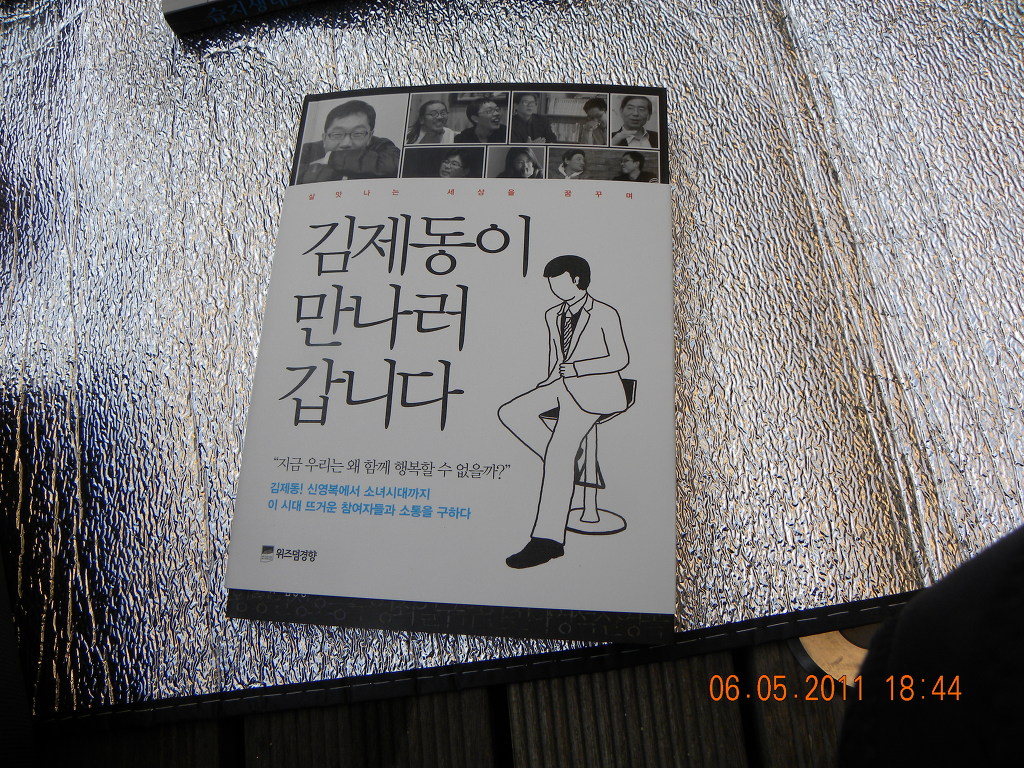 살맛나는 세상을 꿈꾸며
김제동이
만나러
갑니다
“지금 우리는 왜 함께 행복할 수 없을까?”
김제동! 신영복에서 소녀시대까지
이 시대 뜨거운 참여자들과 소통을 구하다
위즈덤경향
06.05.2011 18:44